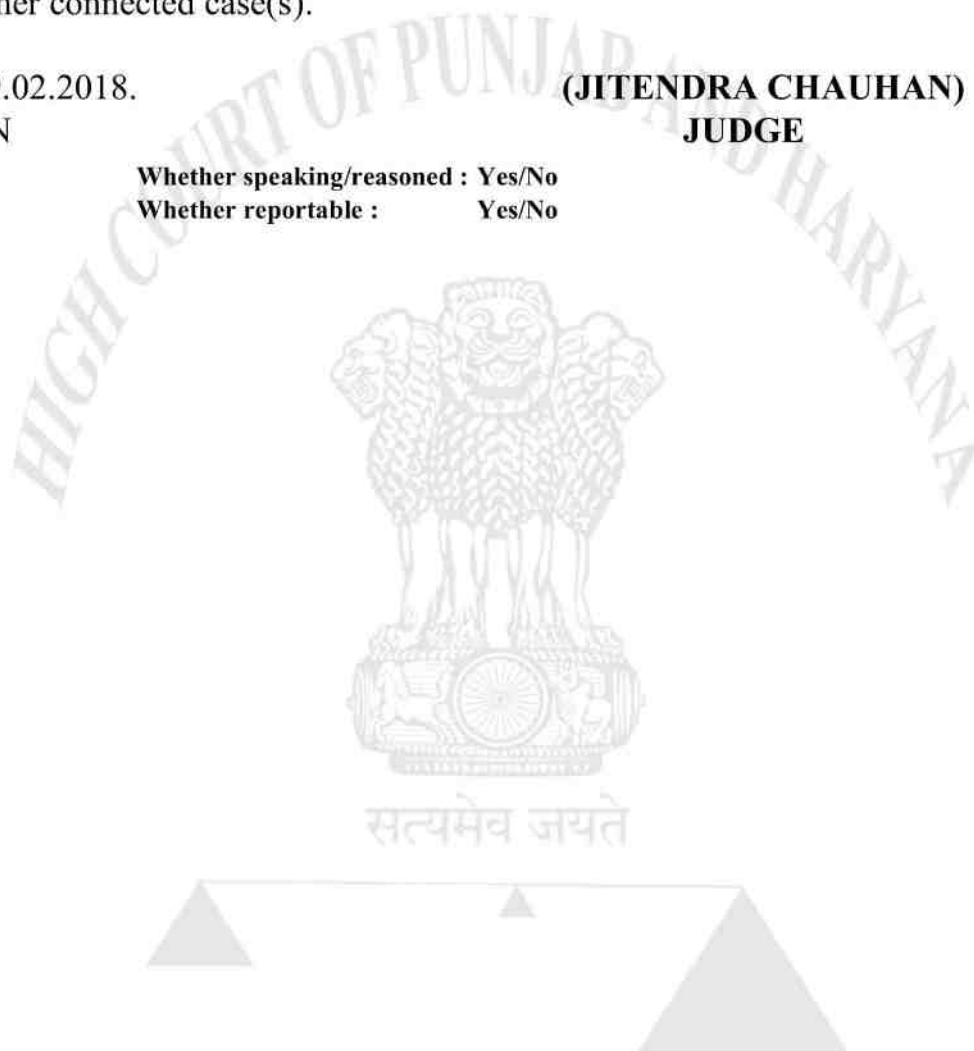 her connected case(s).
.02.2018.
(JITENDRA CHAUHAN)
N
JUDGE
Whether speaking/reasoned : Yes/No
Whether reportable : Yes/No
HIGH COURT OF PUNJAB AND HARYANA
सत्यमेव जयते